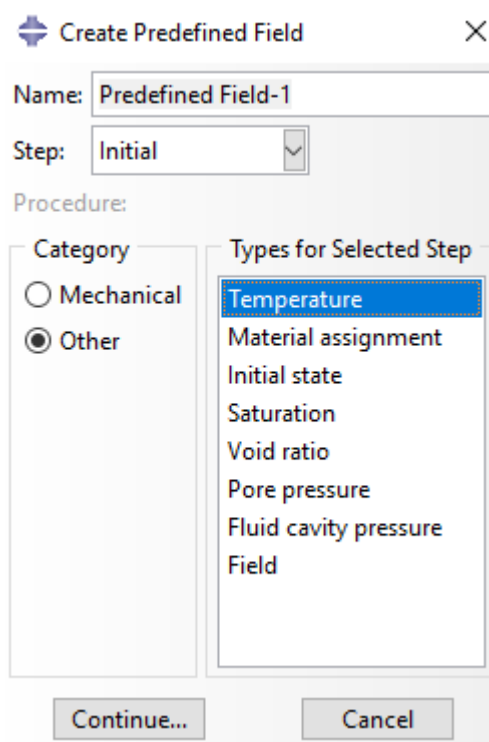 Create Predefined Field
Name: Predefined Field-1
Step: Initial
Procedure:
Category
Mechanical
Other
Types for Selected Step
Temperature
Material assignment
Initial state
Saturation
Void ratio
Pore pressure
Fluid cavity pressure
Field
Continue... Cancel